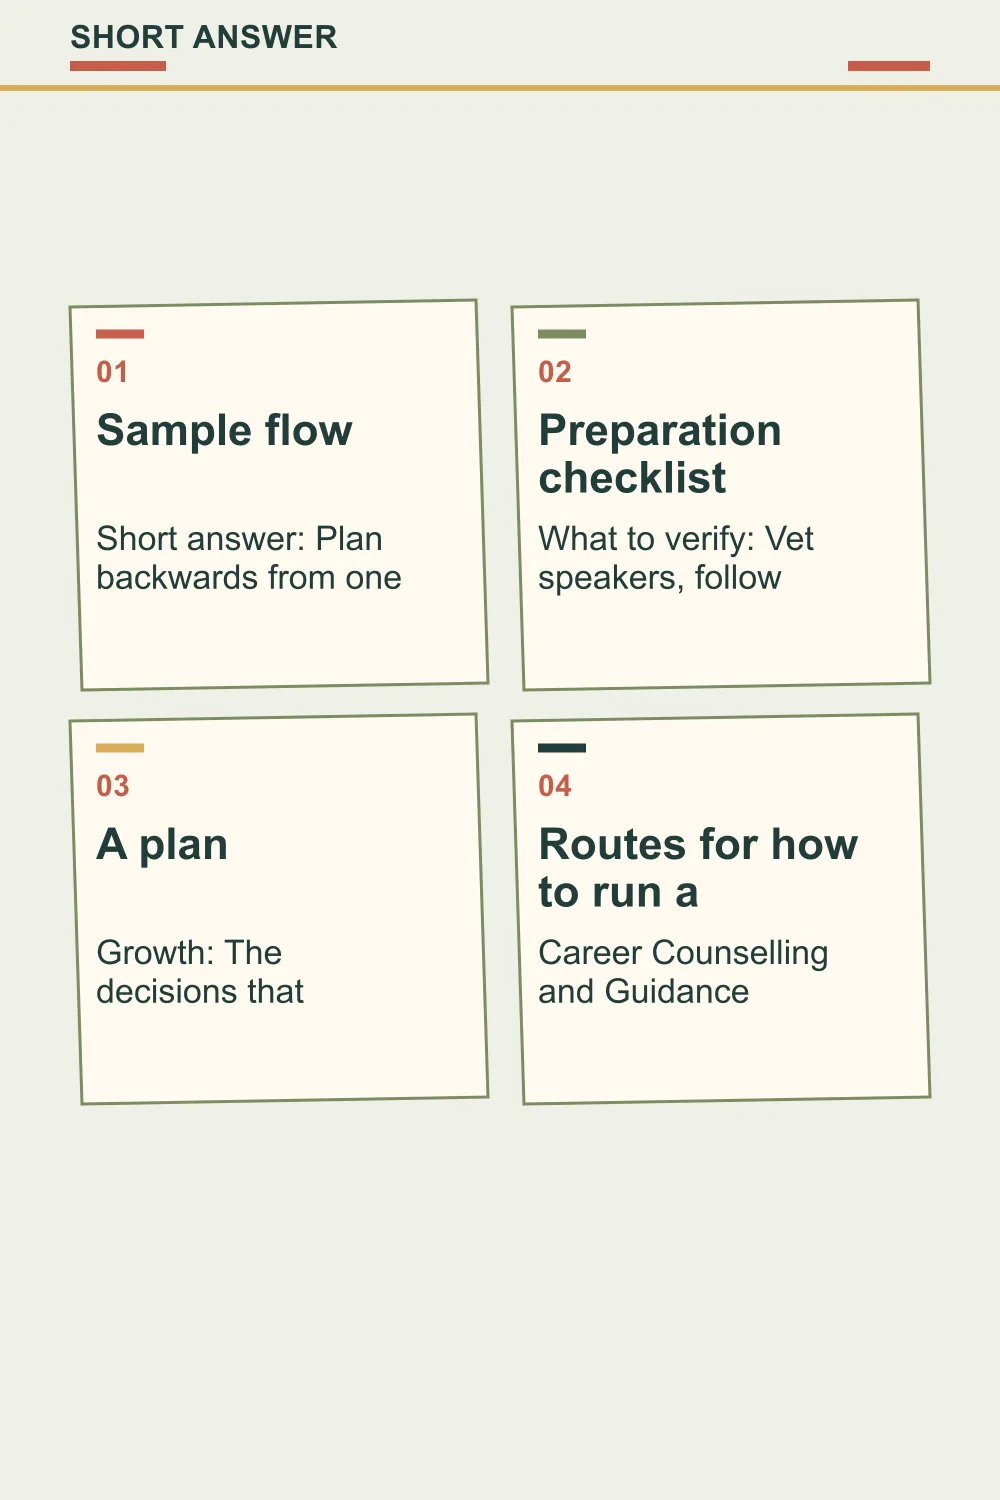 SHORT ANSWER
01
Sample flow
Short answer: Plan
backwards from one
02
Preparation
checklist
What to verify: Vet
speakers, follow
03
A plan
Growth: The
decisions that
04
Routes for how
to run a
Career Counselling
and Guidance